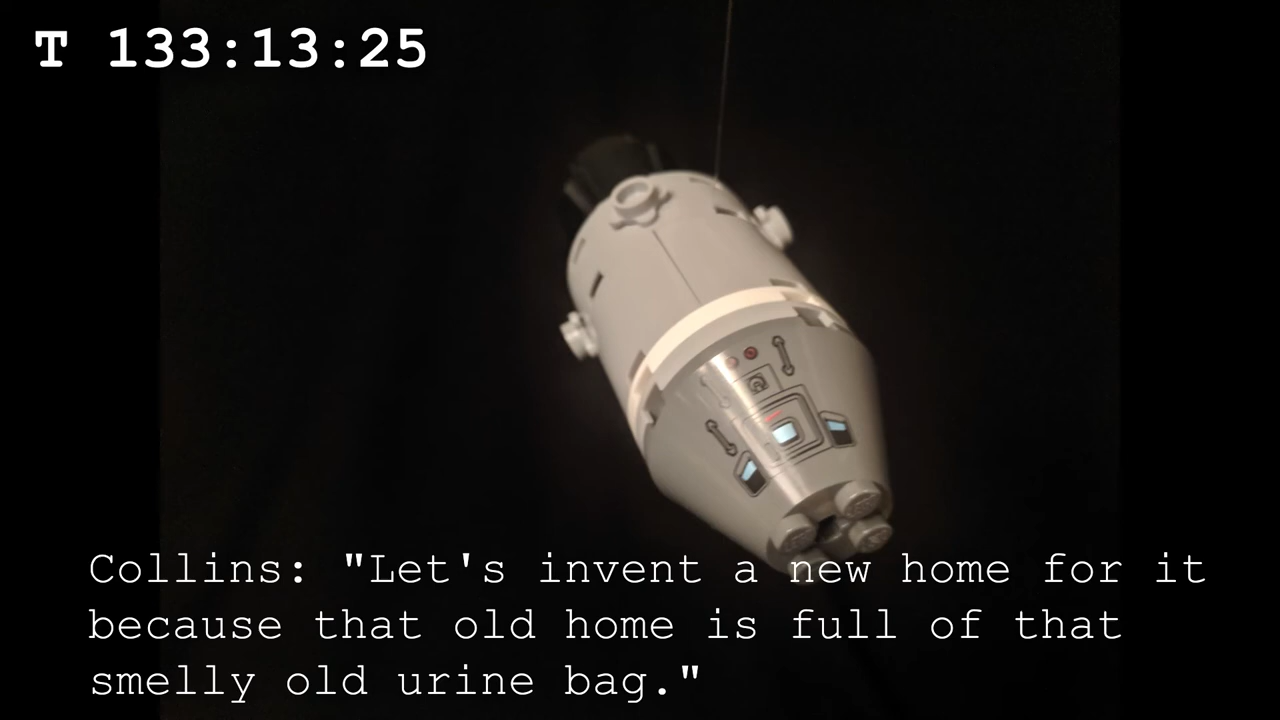 T 133:13:25
Collins: "Let's invent a new home for it
because that old home is full of that
smelly old urine bag."